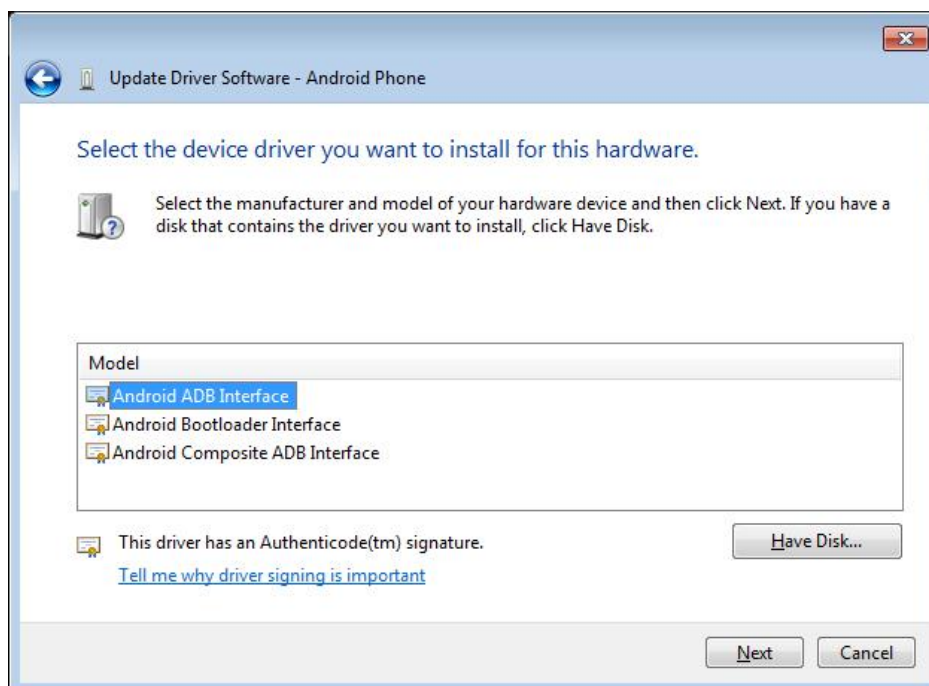 Update Driver Software - Android Phone
Select the device driver you want to install for this hardware.
Select the manufacturer and model of your hardware device and then click Next. If you have a
disk that contains the driver you want to install, click Have Disk.
Model
Android ADB Interface
Android Bootloader Interface
Android Composite ADB Interface
This driver has an Authenticode(tm) signature.
Have Disk...
Tell me why driver signing is important
Next
Cancel